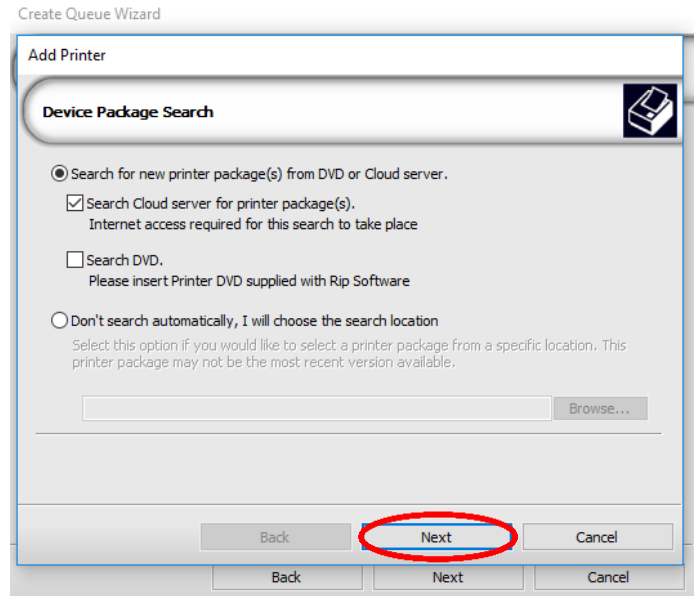 Create Queue Wizard
Add Printer
Device Package Search
Search for new printer package(s) from DVD or Cloud server.
Search Cloud server for printer package(s).
Internet access required for this search to take place
Search DVD.
Please insert Printer DVD supplied with Rip Software
Don't search automatically, I will choose the search location
Select this option if you would like to select a printer package from a specific location. This
printer package may not be the most recent version available.
Browse...
Back Next Cancel
Back Next Cancel